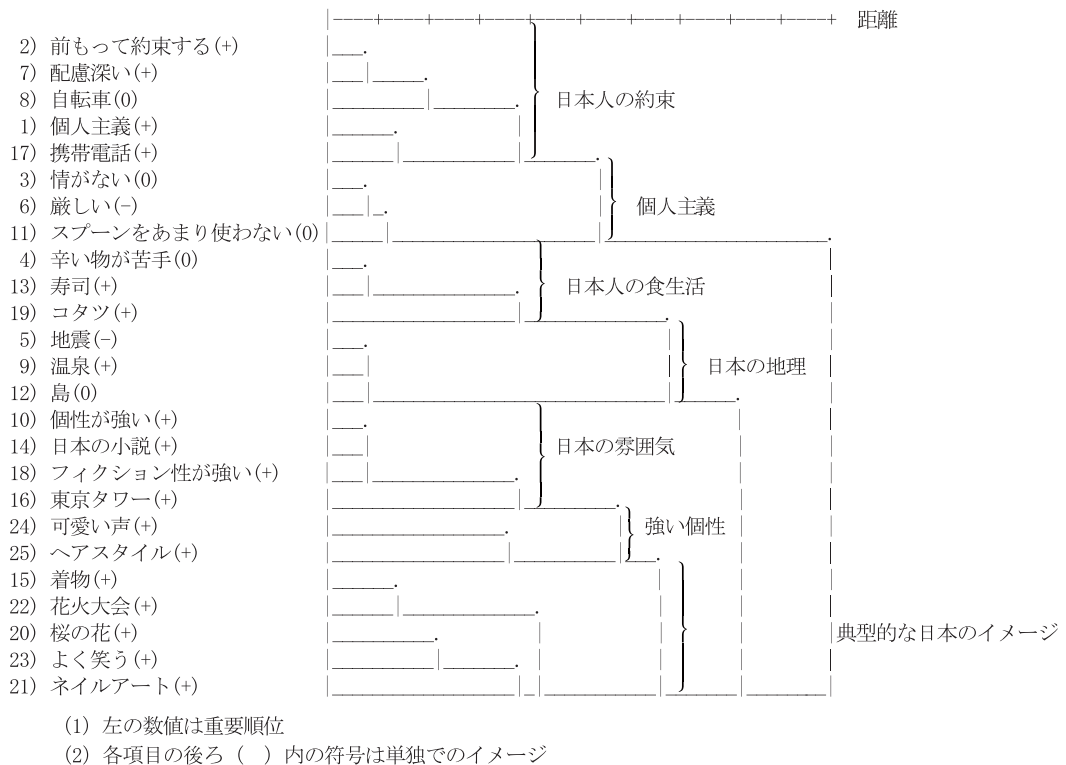 距離
2) 前もって約束する(+)
7) 配慮深い(+)
8) 自転車(0) 日本人の約束
1) 個人主義(+)
17) 携帯電話(+)
3) 情がない(0)
6) 厳しい(-) 個人主義
11) スプーンをあまり使わない(0)
4) 辛い物が苦手(0)
13) 寿司(+) 日本人の食生活
19) コタツ(+)
5) 地震(-)
9) 温泉(+) 日本の地理
12) 島(0)
10) 個性が強い(+)
14) 日本の小説(+) 日本の雰囲気
18) フィクション性が強い(+)
16) 東京タワー(+)
24) 可愛い声(+) 強い個性
25) ヘアスタイル(+)
15) 着物(+)
22) 花火大会(+)
20) 桜の花(+) 典型的な日本のイメージ
23) よく笑う(+)
21) ネイルアート(+)
(1) 左の数値は重要順位
(2) 各項目の後ろ( )内の符号は単独でのイメージ